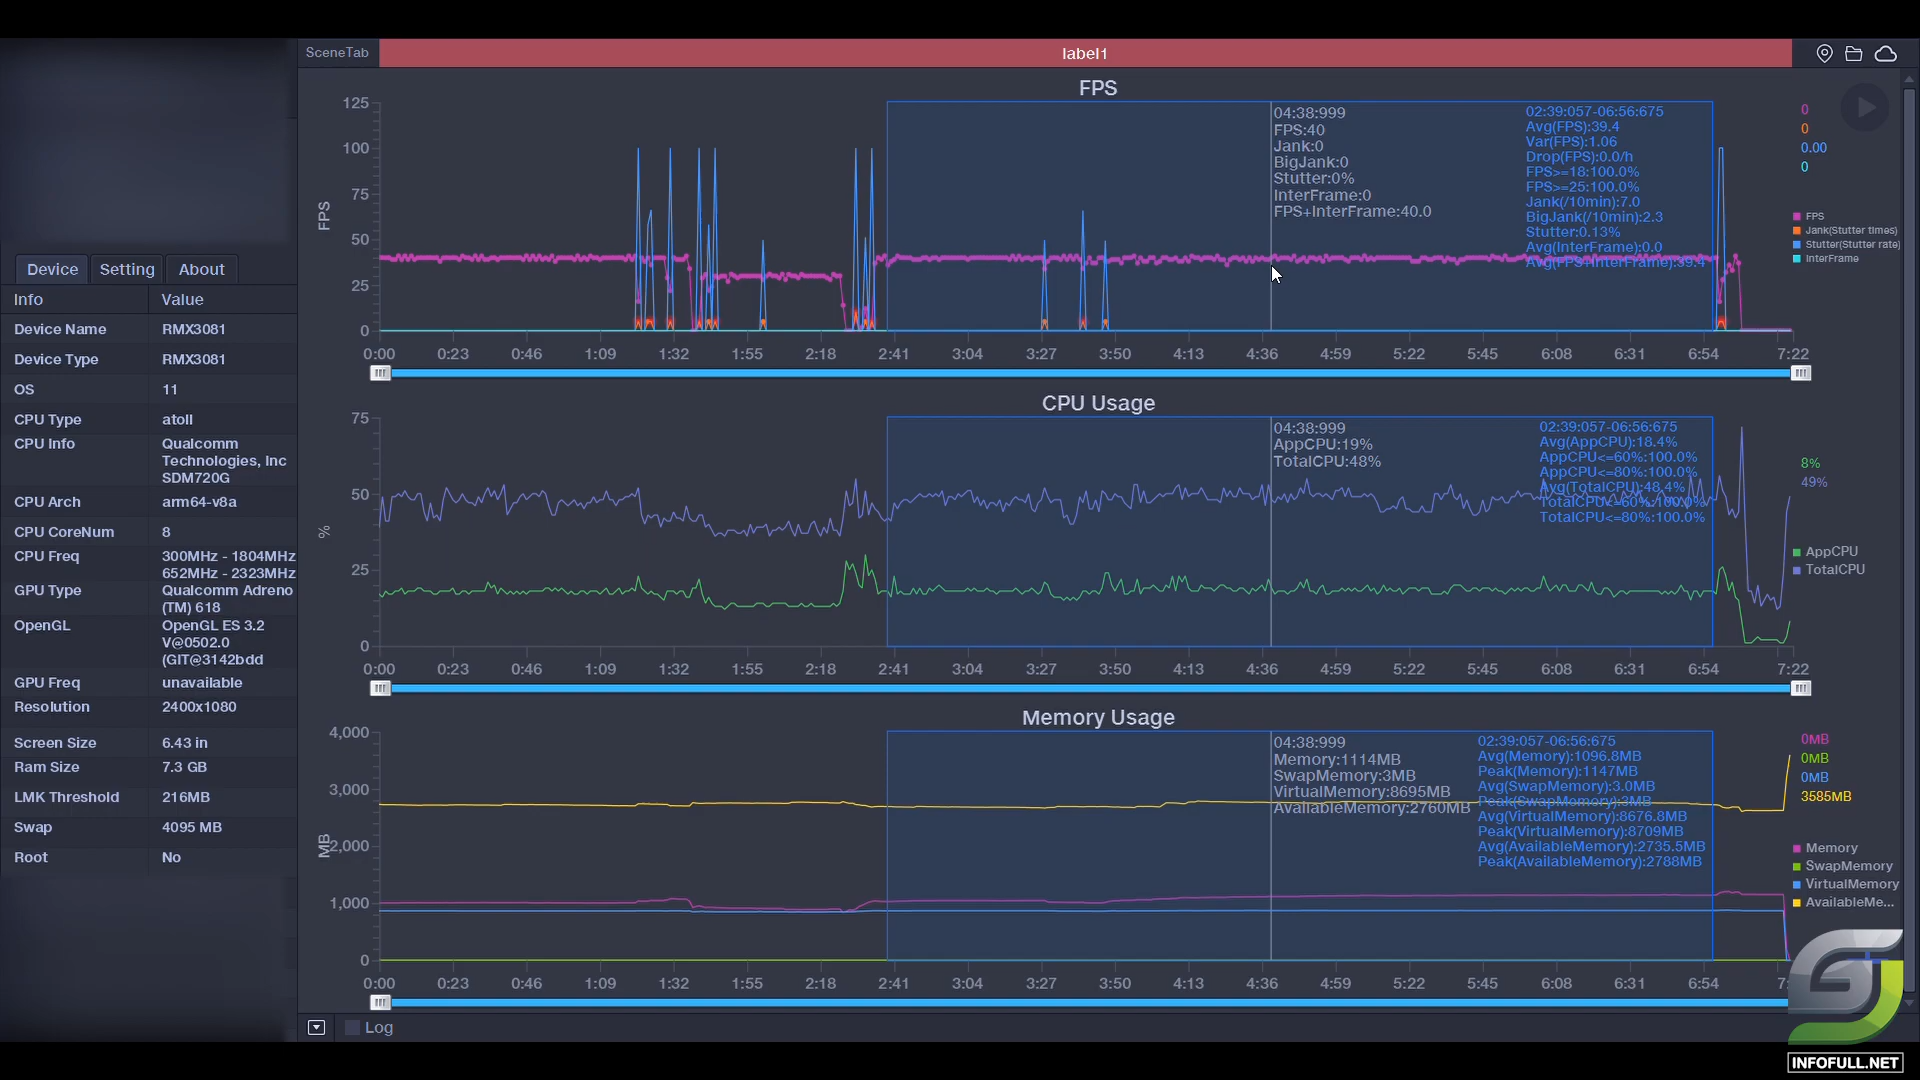 SceneTab
label1
Device
Setting
About
Info Value
Device Name RMX3081
Device Type RMX3081
OS 11
CPU Type atoll
CPU Info Qualcomm
Technologies, Inc
SDM720G
CPU Arch arm64-v8a
CPU CoreNum 8
CPU Freq 300MHz - 1804MHz
652MHz - 2323MHz
GPU Type Qualcomm Adreno
(TM) 618
OpenGL OpenGL ES 3.2
V@0502.0
(GIT@3142bdd
GPU Freq unavailable
Resolution 2400x1080
Screen Size 6.43 in
Ram Size 7.3 GB
LMK Threshold 216MB
Swap 4095 MB
Root No
FPS
FPS
125
100
75
50
25
0
04:38:999
FPS:40
Jank:0
BigJank:0
Stutter:0%
InterFrame:0
FPS+InterFrame:40.0
02:39:057-06:56:675
Avg(FPS):39.4
Var(FPS):1.06
Drop(FPS):0.0/h
FPS>=18:100.0%
FPS>=25:100.0%
Jank(/10min):7.0
BigJank(/10min):2.3
Stutter:0.13%
Avg(InterFrame):0.0
Avg(FPS+InterFrame):39.4
0
0
0.00
0
FPS
Jank(Stutter times)
Stutter(Stutter rate)
InterFrame
0:00 0:23 0:46 1:09 1:32 1:55 2:18 2:41 3:04 3:27 3:50 4:13 4:36 4:59 5:22 5:45 6:08 6:31 6:54 7:22
CPU Usage
%
75
50
25
0
04:38:999
AppCPU:19%
TotalCPU:48%
02:39:057-06:56:675
Avg(AppCPU):18.4%
AppCPU<=60%:100.0%
AppCPU<=80%:100.0%
Avg(TotalCPU):48.4%
TotalCPU<=60%:100.0%
TotalCPU<=80%:100.0%
8%
49%
AppCPU
TotalCPU
0:00 0:23 0:46 1:09 1:32 1:55 2:18 2:41 3:04 3:27 3:50 4:13 4:36 4:59 5:22 5:45 6:08 6:31 6:54 7:22
Memory Usage
MB
4,000
3,000
2,000
1,000
0
04:38:999
Memory:1114MB
SwapMemory:3MB
VirtualMemory:8695MB
AvailableMemory:2760MB
02:39:057-06:56:675
Avg(Memory):1096.8MB
Peak(Memory):1147MB
Avg(SwapMemory):3.0MB
Peak(SwapMemory):3MB
Avg(VirtualMemory):8676.8MB
Peak(VirtualMemory):8709MB
Avg(AvailableMemory):2735.5MB
Peak(AvailableMemory):2788MB
0MB
0MB
0MB
3585MB
Memory
SwapMemory
VirtualMemory
AvailableMe...
0:00 0:23 0:46 1:09 1:32 1:55 2:18 2:41 3:04 3:27 3:50 4:13 4:36 4:59 5:22 5:45 6:08 6:31 6:54
Log
INFOFULL.NET